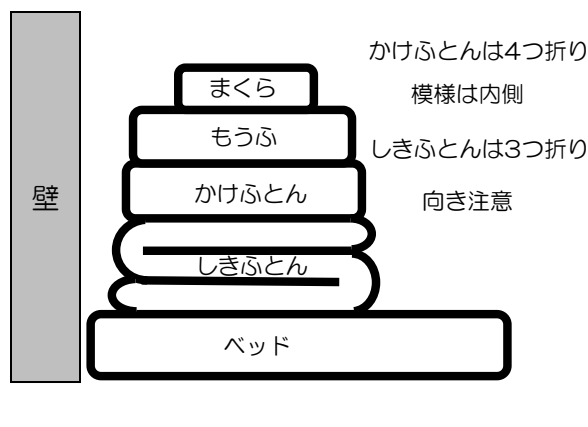 かけふとんは4つ折り
まくら
模様は内側
もうふ
しきふとんは3つ折り
壁
かけふとん
向き注意
しきふとん
ベッド